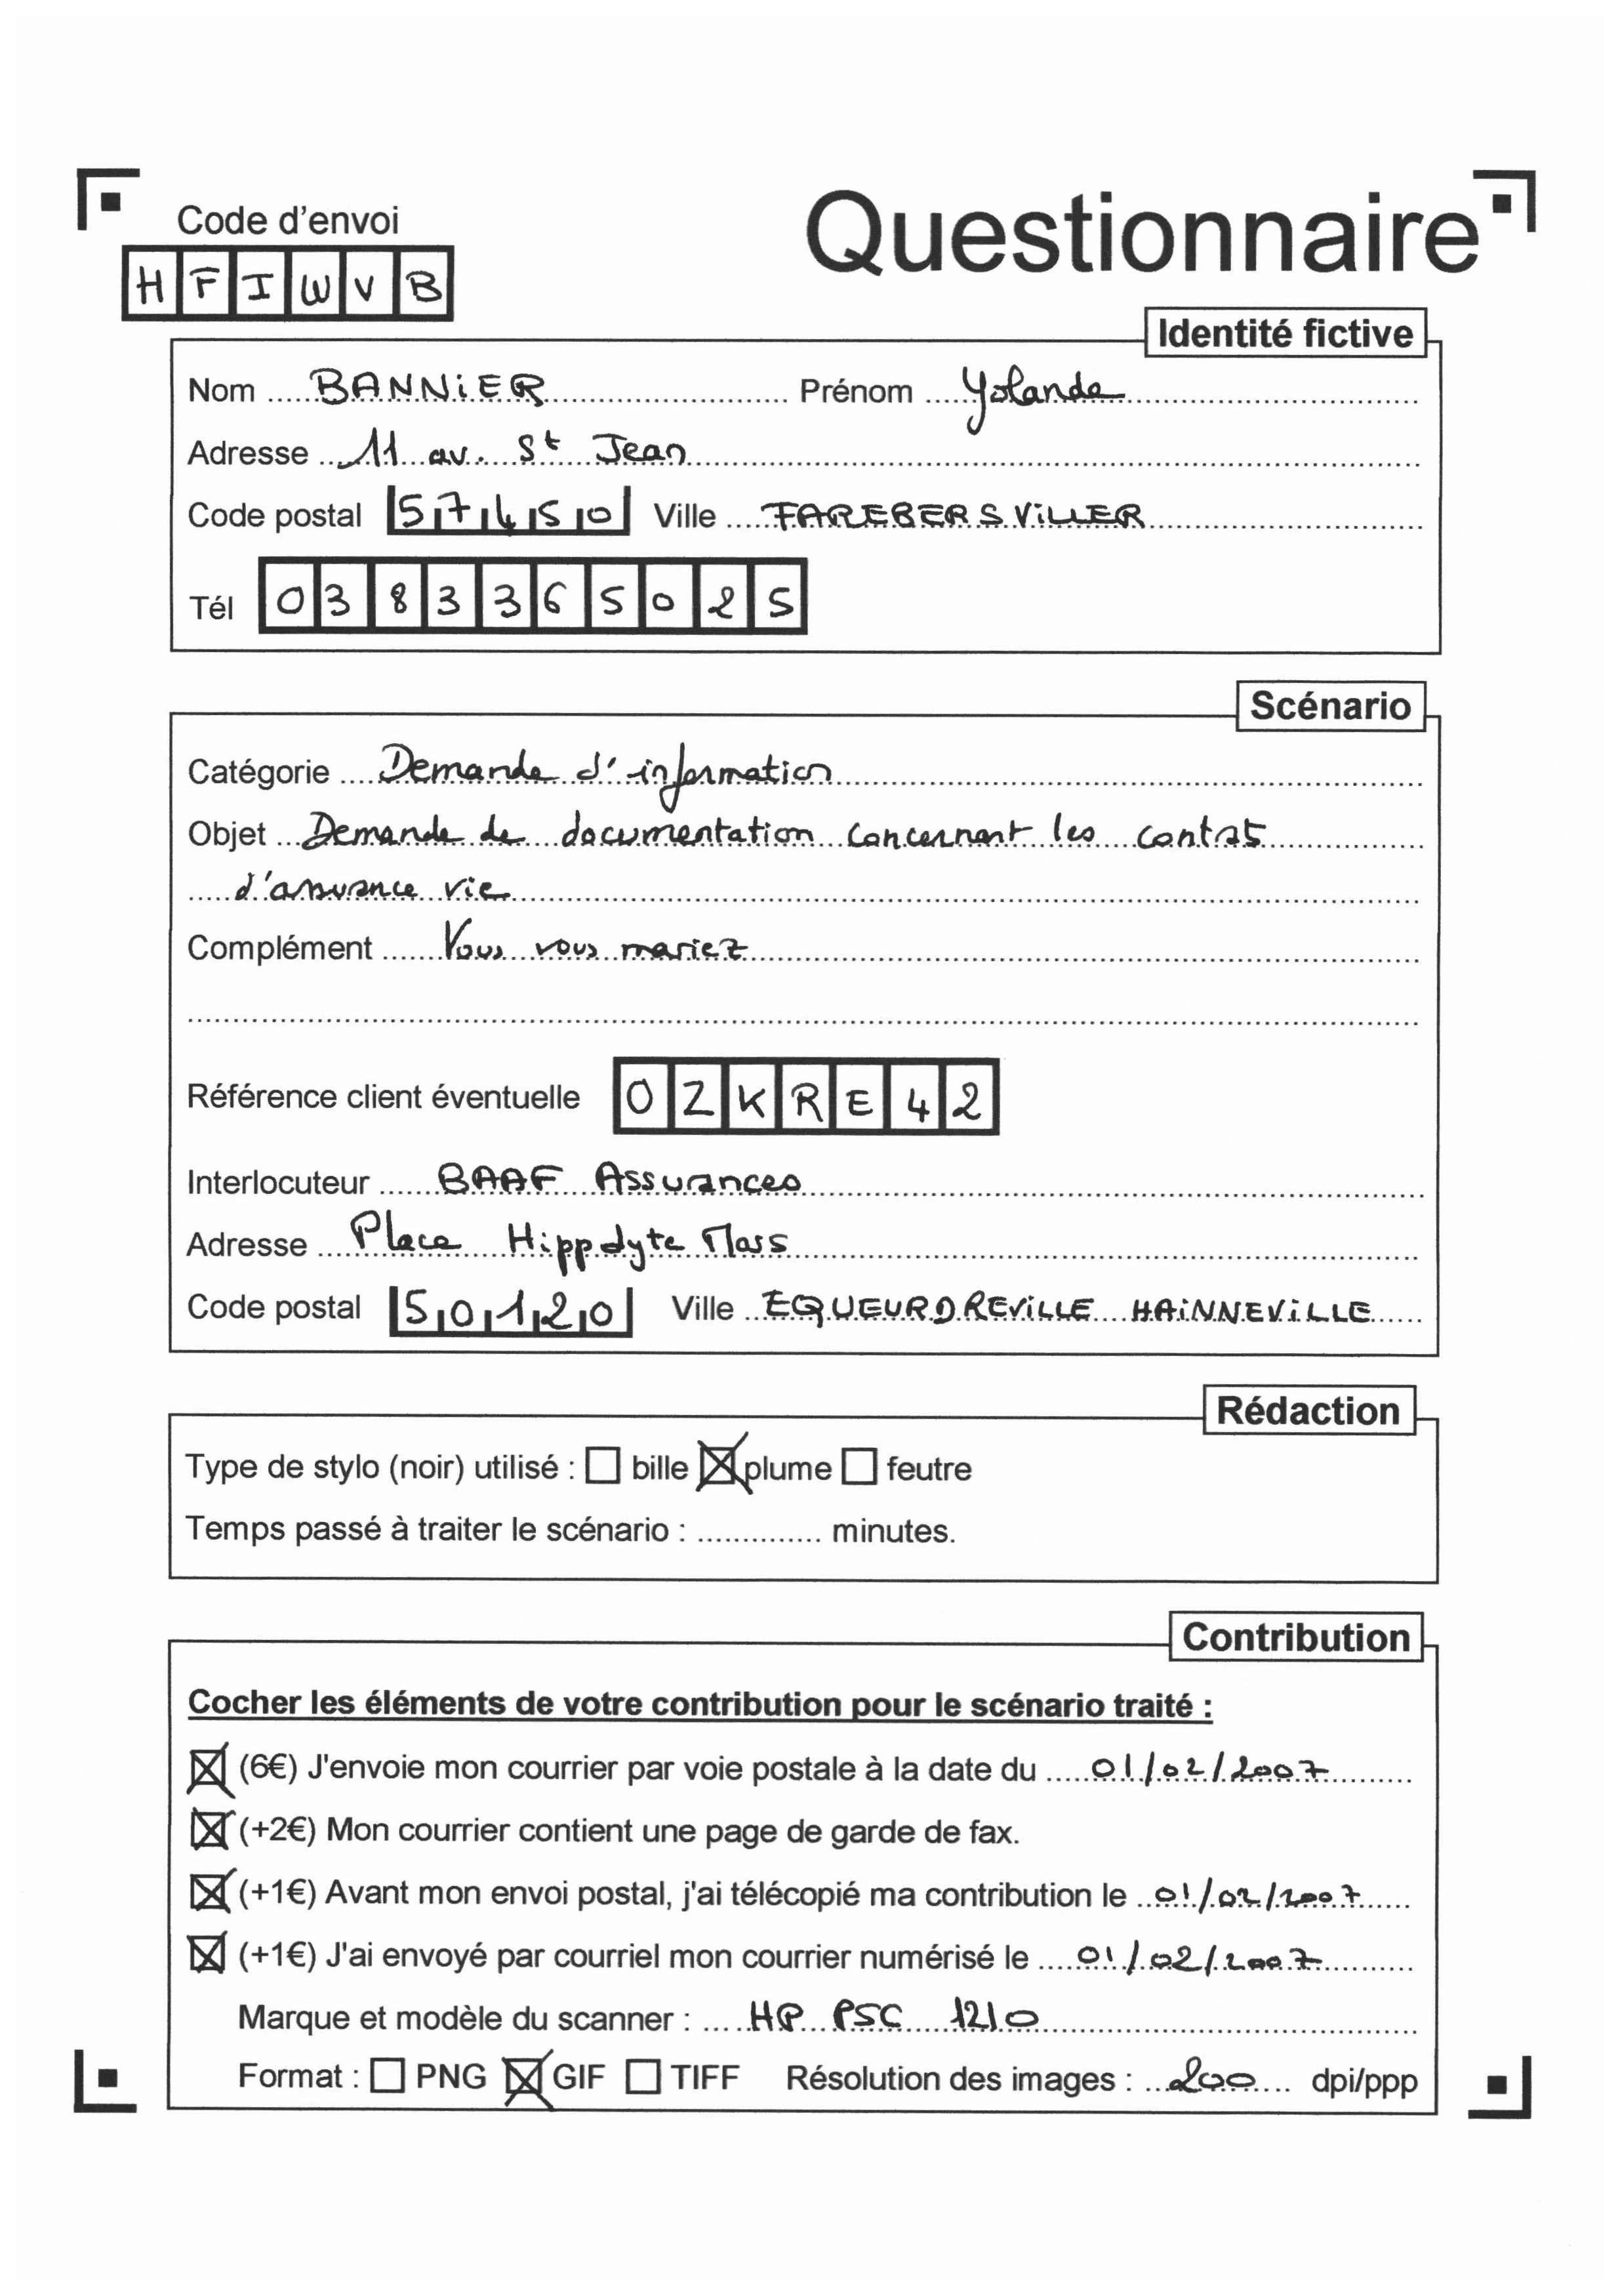 Code d'envoi
Questionnaire
HFIWVB
Identité fictive
Nom BANNiER Prénom Yolande
Adresse 11 av. St Jean
Code postal 57450 Ville FAREBERSViLLER
Tél 0383365025
Scénario
Catégorie Demande d'information
Objet Demande de documentation concernant les contrats
d'assurance vie
Complément Vous vous mariez
Référence client éventuelle OZKRE42
Interlocuteur BAAF Assurances
Adresse Place Hippolyte Mass
Code postal 50120 Ville EQUEURDREViLLE HAiNNEViLLE
Rédaction
Type de stylo (noir) utilisé : ☐ bille ☒ plume ☐ feutre
Temps passé à traiter le scénario : .............. minutes.
Contribution
Cocher les éléments de votre contribution pour le scénario traité :
☒ (6€) J'envoie mon courrier par voie postale à la date du 01/02/2007
☒ (+2€) Mon courrier contient une page de garde de fax.
☒ (+1€) Avant mon envoi postal, j'ai télécopié ma contribution le 01/02/2007
☒ (+1€) J'ai envoyé par courriel mon courrier numérisé le 01/02/2007
Marque et modèle du scanner : HP PSC 1210
Format : ☐ PNG ☒ GIF ☐ TIFF Résolution des images : 200 dpi/ppp